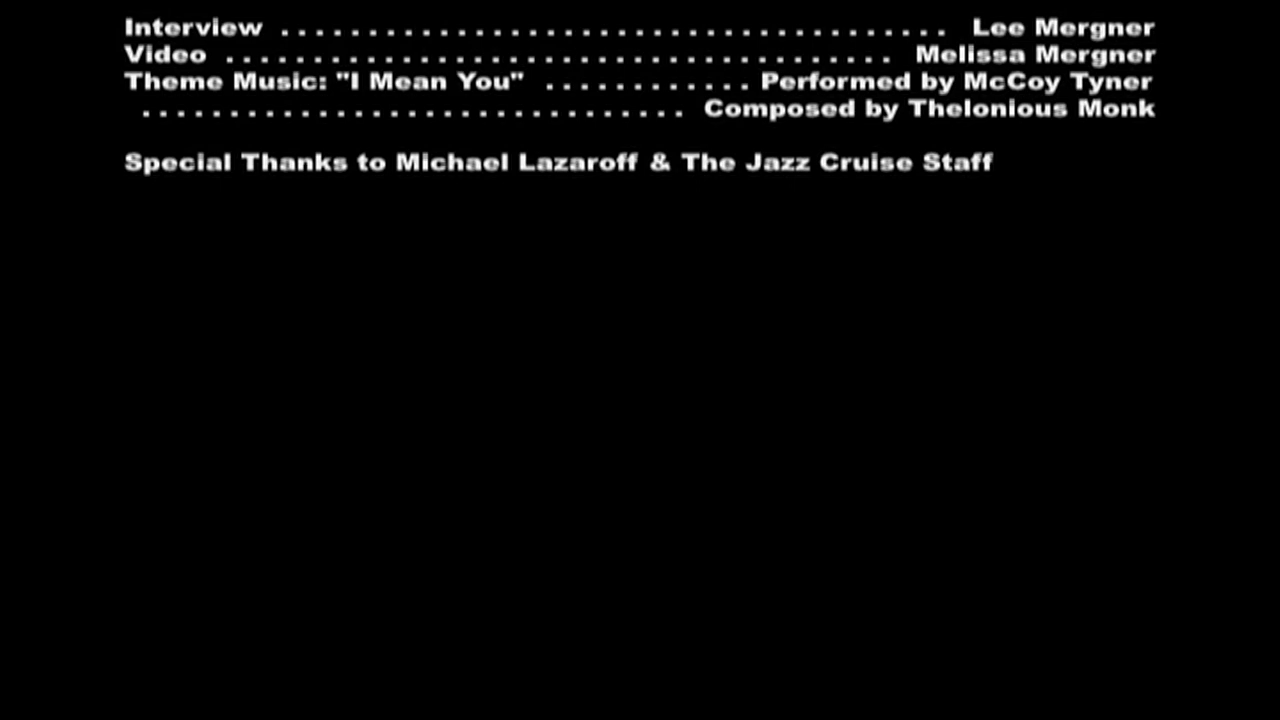 Interview . . . . . . . . . . . . . . . . . . . . . . . . . . . . . . . . . . . . . . Lee Mergner
Video . . . . . . . . . . . . . . . . . . . . . . . . . . . . . . . . . . . . . . Melissa Mergner
Theme Music: "I Mean You" . . . . . . . . . . . . Performed by McCoy Tyner
. . . . . . . . . . . . . . . . . . . . . . . . . . . . . . . Composed by Thelonious Monk
Special Thanks to Michael Lazaroff & The Jazz Cruise Staff